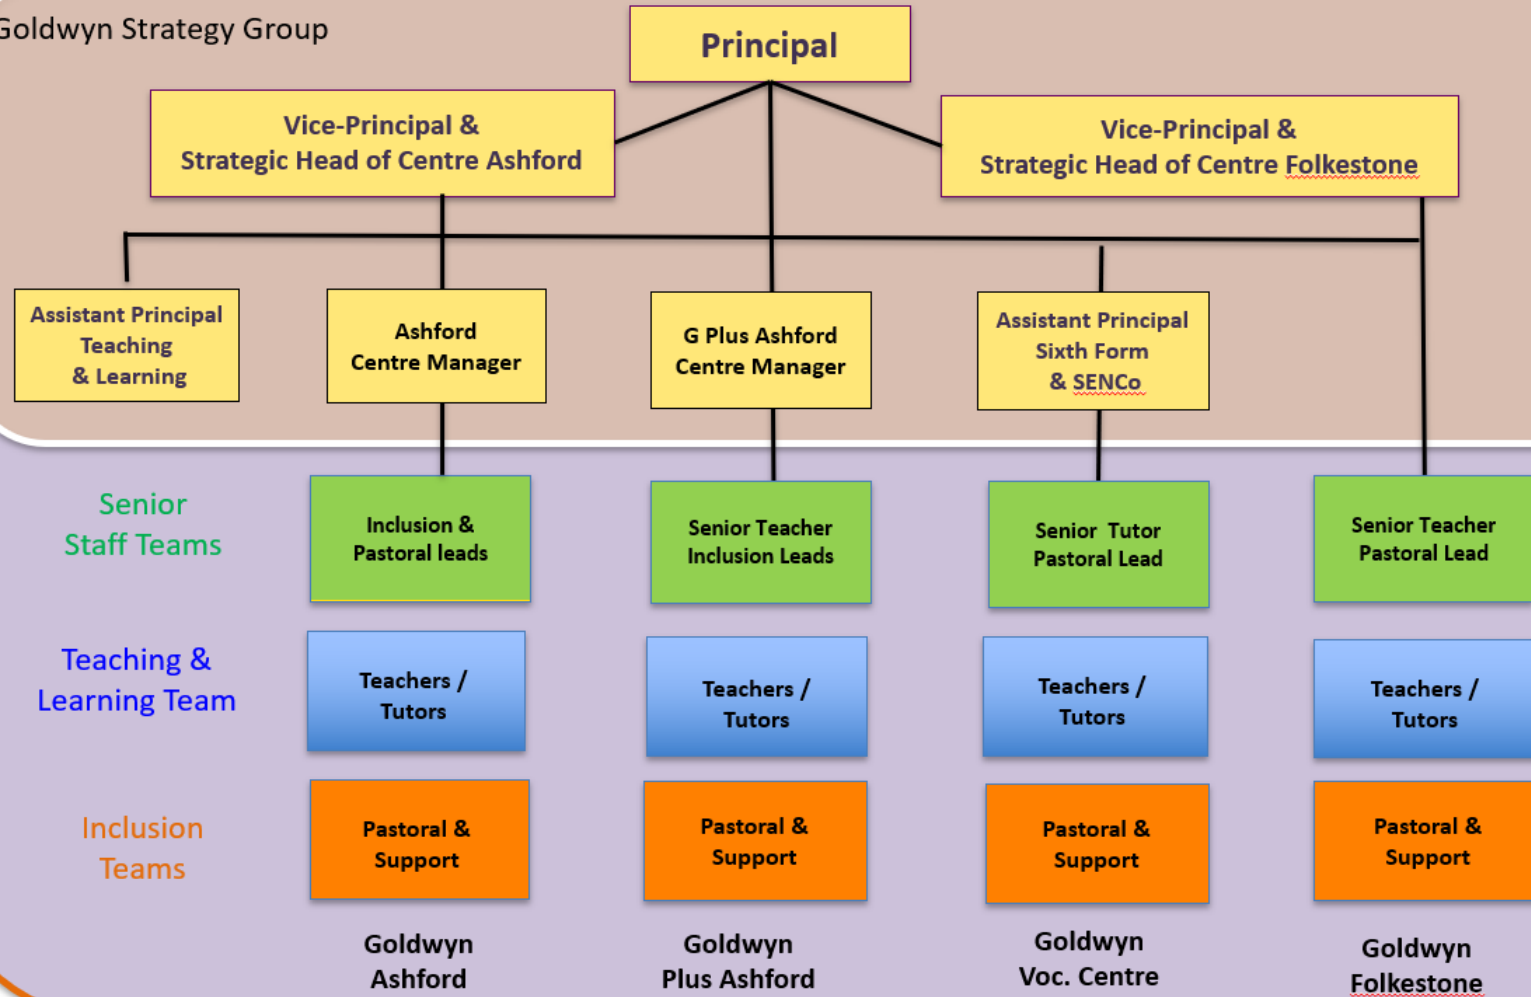 Goldwyn Strategy Group
Principal
Vice-Principal &
Strategic Head of Centre Ashford
Vice-Principal &
Strategic Head of Centre Folkestone
Assistant Principal
Teaching
& Learning
Ashford
Centre Manager
G Plus Ashford
Centre Manager
Assistant Principal
Sixth Form
& SENCo
Senior
Staff Teams
Inclusion &
Pastoral leads
Senior Teacher
Inclusion Leads
Senior Tutor
Pastoral Lead
Senior Teacher
Pastoral Lead
Teaching &
Learning Team
Teachers /
Tutors
Teachers /
Tutors
Teachers /
Tutors
Teachers /
Tutors
Inclusion
Teams
Pastoral &
Support
Pastoral &
Support
Pastoral &
Support
Pastoral &
Support
Goldwyn
Ashford
Goldwyn
Plus Ashford
Goldwyn
Voc. Centre
Goldwyn
Folkestone